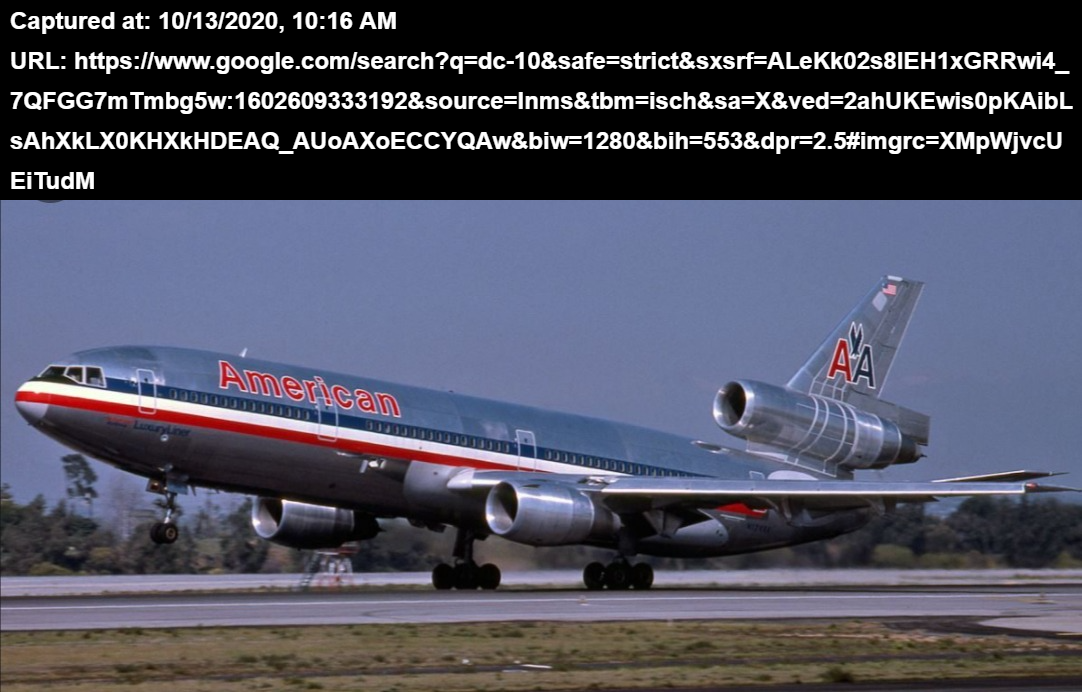 Captured at: 10/13/2020, 10:16 AM
URL: https://www.google.com/search?q=dc-10&safe=strict&sxsrf=ALeKk02s8lEH1xGRRwi4_
7QFGG7mTmbg5w:1602609333192&source=lnms&tbm=isch&sa=X&ved=2ahUKEwis0pKAibL
sAhXkLX0KHXkHDEAQ_AUoAXoECCYQAw&biw=1280&bih=553&dpr=2.5#imgrc=XMpWjvcU
EiTudM
AA
American
LuxuryLiner